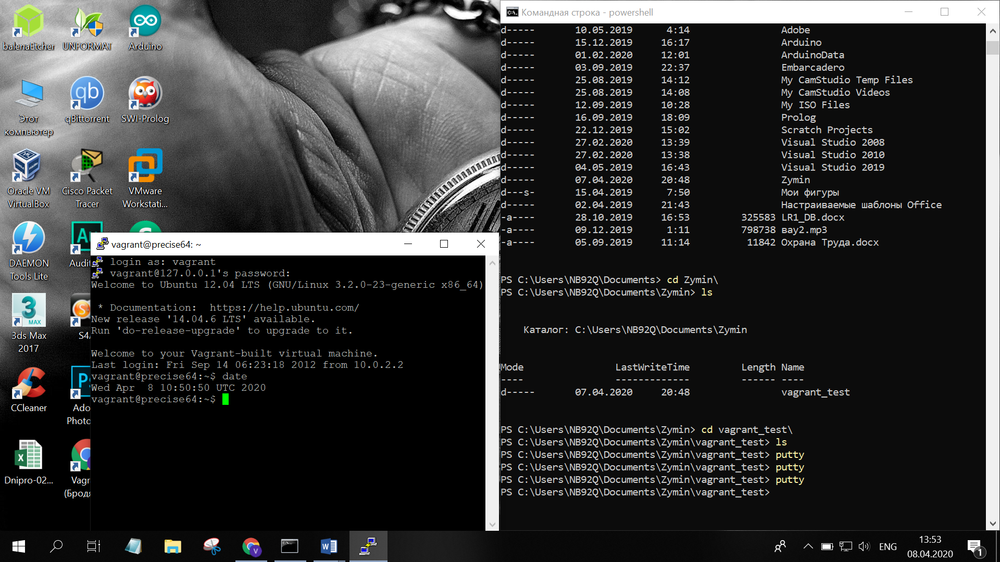 balenaEtcher
UNFORMAT
Arduino
Этот
компьютер
qBittorrent
SWI-Prolog
Oracle VM
VirtualBox
Cisco Packet
Tracer
VMware
Workstati...
DAEMON
Tools Lite
Audit
3ds Max
2017
S4A
CCleaner
Ado
Photo
Dnipro-02...
Vagr
(Бродя
vagrant@precise64: ~
login as: vagrant
vagrant@127.0.0.1's password:
Welcome to Ubuntu 12.04 LTS (GNU/Linux 3.2.0-23-generic x86_64)
* Documentation:  https://help.ubuntu.com/
New release '14.04.6 LTS' available.
Run 'do-release-upgrade' to upgrade to it.
Welcome to your Vagrant-built virtual machine.
Last login: Fri Sep 14 06:23:18 2012 from 10.0.2.2
vagrant@precise64:~$ date
Wed Apr  8 10:50:50 UTC 2020
vagrant@precise64:~$
Командная строка - powershell
d-----       10.05.2019      4:14                Adobe
d-----       15.12.2019     16:17                Arduino
d-----       01.02.2020     12:01                ArduinoData
d-----       03.09.2019     22:37                Embarcadero
d-----       25.08.2019     14:12                My CamStudio Temp Files
d-----       25.08.2019     14:08                My CamStudio Videos
d-----       12.09.2019     10:28                My ISO Files
d-----       16.09.2019     18:09                Prolog
d-----       22.12.2019     15:02                Scratch Projects
d-----       27.02.2020     13:39                Visual Studio 2008
d-----       27.02.2020     13:38                Visual Studio 2010
d-----       04.05.2019     16:43                Visual Studio 2019
d-----       07.04.2020     20:48                Zymin
d---s-       15.04.2019      7:50                Мои фигуры
d-----       02.04.2019     21:43                Настраиваемые шаблоны Office
-a----       28.10.2019     16:53         325583 LR1_DB.docx
-a----       09.12.2019      1:11         798738 вау2.mp3
-a----       05.09.2019     11:14          11842 Охрана Труда.docx
PS C:\Users\NB92Q\Documents> cd Zymin\
PS C:\Users\NB92Q\Documents\Zymin> ls
Каталог: C:\Users\NB92Q\Documents\Zymin
Mode                LastWriteTime         Length Name
----                -------------         ------ ----
d-----       07.04.2020     20:48                vagrant_test
PS C:\Users\NB92Q\Documents\Zymin> cd vagrant_test\
PS C:\Users\NB92Q\Documents\Zymin\vagrant_test> ls
PS C:\Users\NB92Q\Documents\Zymin\vagrant_test> putty
PS C:\Users\NB92Q\Documents\Zymin\vagrant_test> putty
PS C:\Users\NB92Q\Documents\Zymin\vagrant_test> putty
PS C:\Users\NB92Q\Documents\Zymin\vagrant_test>
ENG
13:53
08.04.2020
1